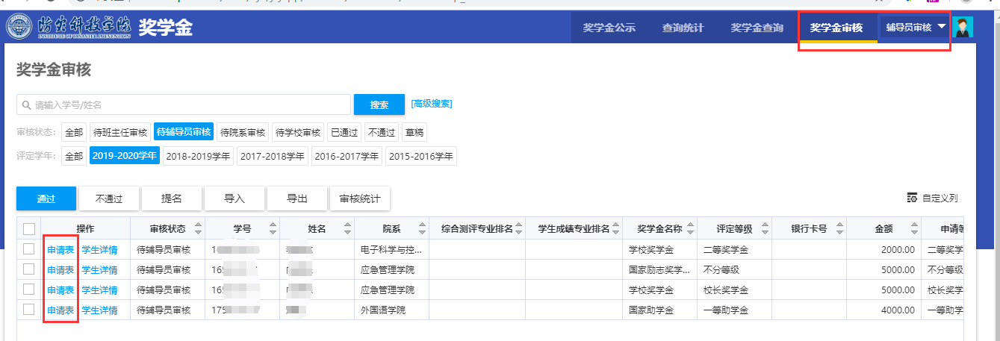 防灾科技学院 奖学金
INSTITUTE OF DISASTER PREVENTION
奖学金公示 查询统计 奖学金查询 奖学金审核 辅导员审核
奖学金审核
请输入学号/姓名 搜索 [高级搜索]
审核状态: 全部 待班主任审核 待辅导员审核 待院系审核 待学校审核 已通过 不通过 草稿
评定学年: 全部 2019-2020学年 2018-2019学年 2017-2018学年 2016-2017学年 2015-2016学年
通过 不通过 提名 导入 导出 审核统计 自定义列
操作 审核状态 学号 姓名 院系 综合测评专业排名 学生成绩专业排名 奖学金名称 评定等级 银行卡号 金额 申请等
申请表 学生详情 待辅导员审核 1 电子科学与控... 学校奖学金 二等奖学金 2000.00 二等奖学
申请表 学生详情 待辅导员审核 165 应急管理学院 国家励志奖学... 不分等级 5000.00 不分等级
申请表 学生详情 待辅导员审核 165 应急管理学院 学校奖学金 校长奖学金 5000.00 校长奖学
申请表 学生详情 待辅导员审核 175 外国语学院 国家助学金 一等助学金 4000.00 一等助学